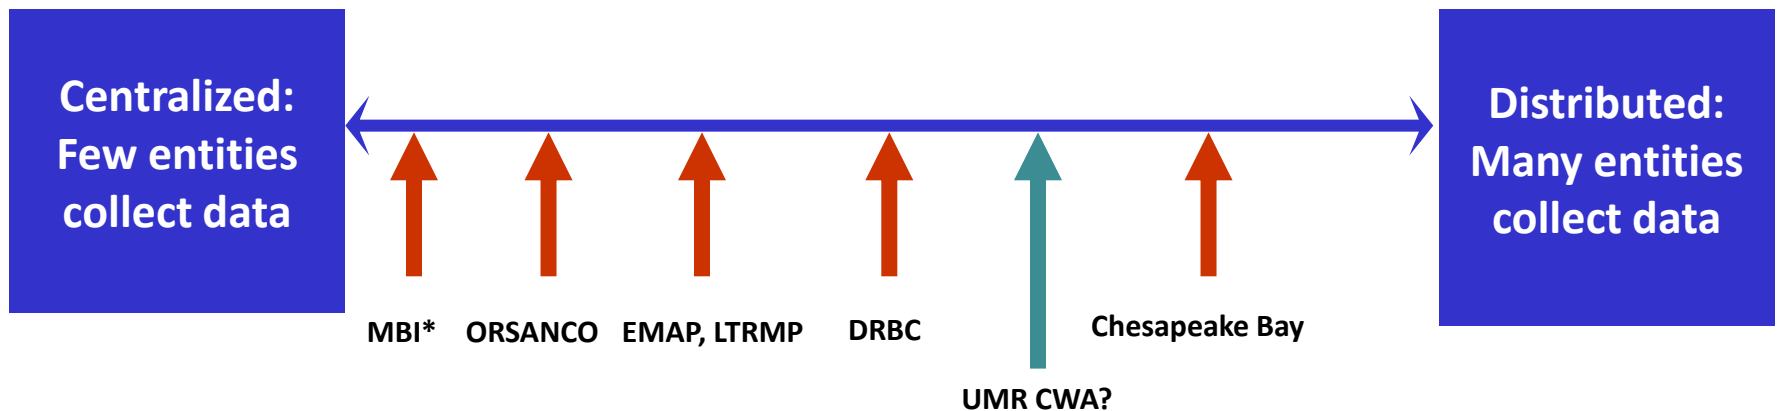 Centralized:
Few entities
collect data
Distributed:
Many entities
collect data
MBI*
ORSANCO
EMAP, LTRMP
DRBC
Chesapeake Bay
UMR CWA?